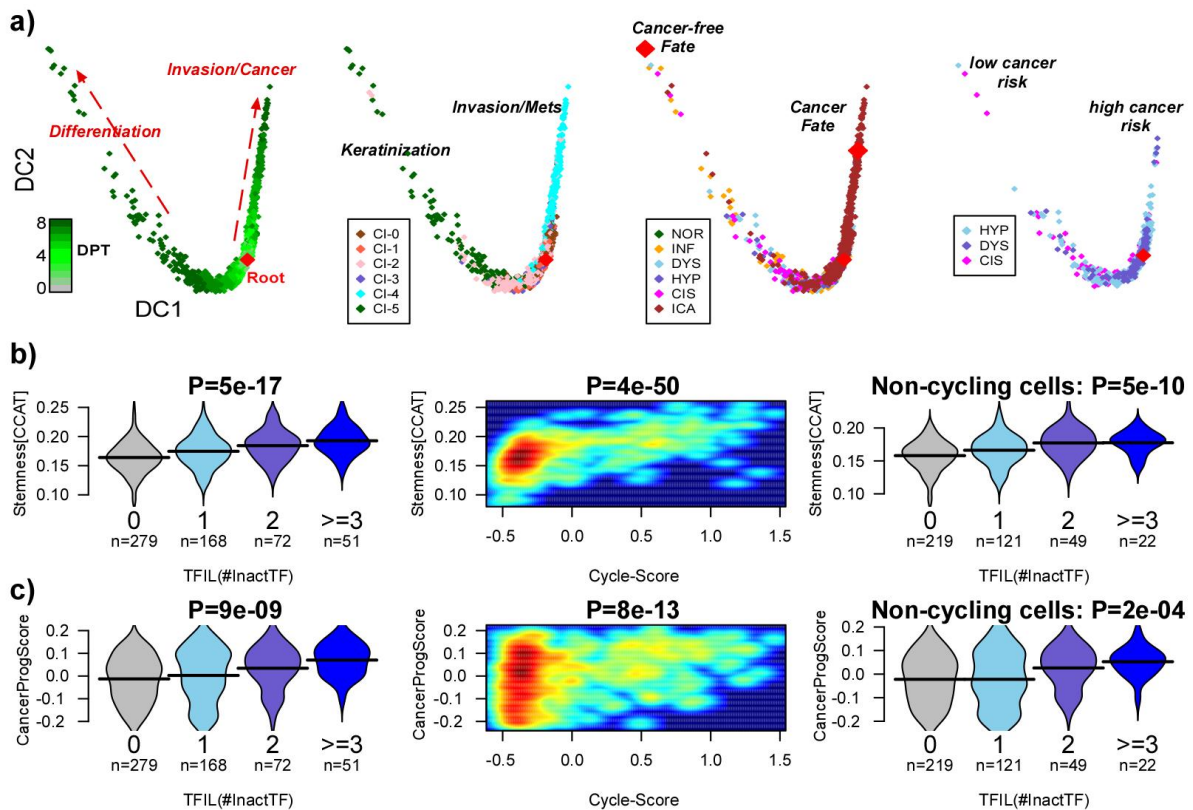 a)
Invasion/Cancer
Differentiation
DC2
DC1
8
4
0
DPT
Root
Invasion/Mets
Keratinization
CI-0
CI-1
CI-2
CI-3
CI-4
CI-5
Cancer-free
Fate
Cancer
Fate
NOR
INF
DYS
HYP
CIS
ICA
low cancer
risk
high cancer
risk
HYP
DYS
CIS
b)
P=5e-17
Stemness[CCAT]
0.25
0.20
0.15
0.10
0 1 2 >=3
n=279 n=168 n=72 n=51
TFIL(#InactTF)
P=4e-50
Stemness[CCAT]
0.25
0.20
0.15
0.10
-0.5 0.0 0.5 1.0 1.5
Cycle-Score
Non-cycling cells: P=5e-10
Stemness[CCAT]
0.20
0.15
0.10
0 1 2 >=3
n=219 n=121 n=49 n=22
TFIL(#InactTF)
c)
P=9e-09
CancerProgScore
0.2
0.1
0.0
-0.1
-0.2
0 1 2 >=3
n=279 n=168 n=72 n=51
TFIL(#InactTF)
P=8e-13
CancerProgScore
0.2
0.1
0.0
-0.1
-0.2
-0.5 0.0 0.5 1.0 1.5
Cycle-Score
Non-cycling cells: P=2e-04
CancerProgScore
0.2
0.1
0.0
-0.1
-0.2
0 1 2 >=3
n=219 n=121 n=49 n=22
TFIL(#InactTF)